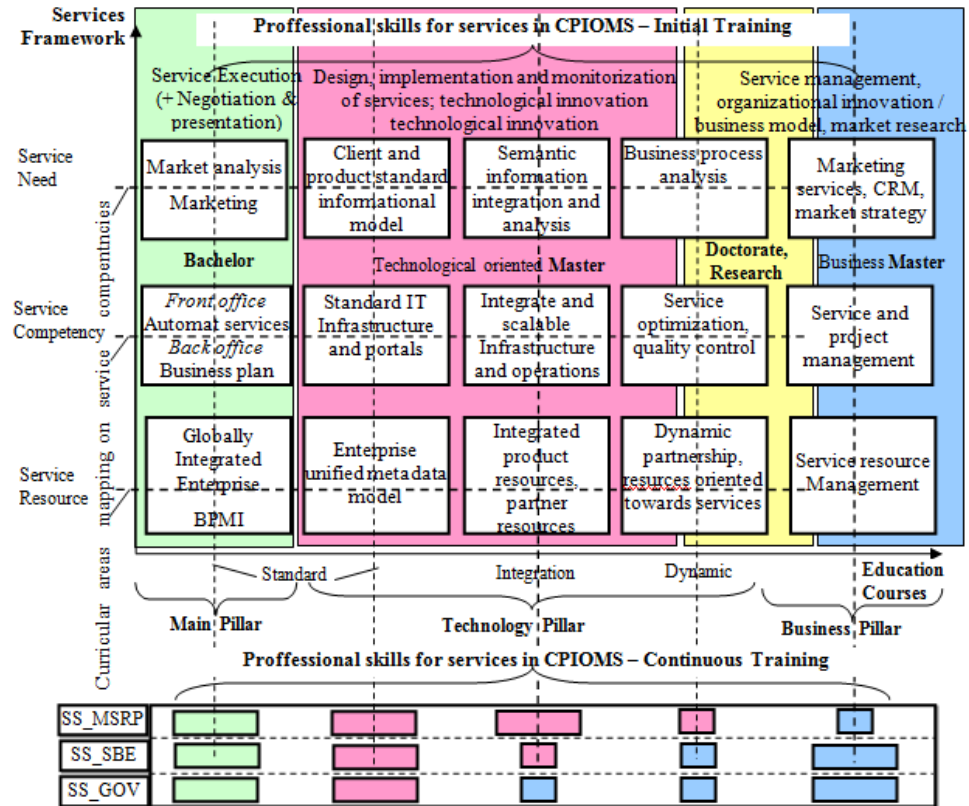 Services
Framework
Proffessional skills for services in CPIOMS – Initial Training
Service Execution
(+ Negotiation &
presentation)
Design, implementation and monitorization
of services; technological innovation
technological innovation
Service management,
organizational innovation /
business model, market research
Service
Need
Market analysis
Marketing
Client and
product standard
informational
model
Semantic
information
integration and
analysis
Business process
analysis
Marketing
services, CRM,
market strategy
Bachelor
Technological oriented Master
Doctorate,
Research
Business Master
Service
Competency
Front office
Automat services
Back office
Business plan
Standard IT
Infrastructure
and portals
Integrate and
scalable
Infrastructure
and operations
Service
optimization,
quality control
Service and
project
management
Service
Resource
Globally
Integrated
Enterprise
BPMI
Enterprise
unified meta data
model
Integrated
product
resources,
partner
resources
Dynamic
partnership,
resurces oriented
towards services
Service resource
Management
Curricular areas mapping on service competncies
Standard
Integration
Dynamic
Education
Courses
Main Pillar
Technology Pillar
Business Pillar
Proffessional skills for services in CPIOMS – Continuous Training
SS_MSRP
SS_SBE
SS_GOV